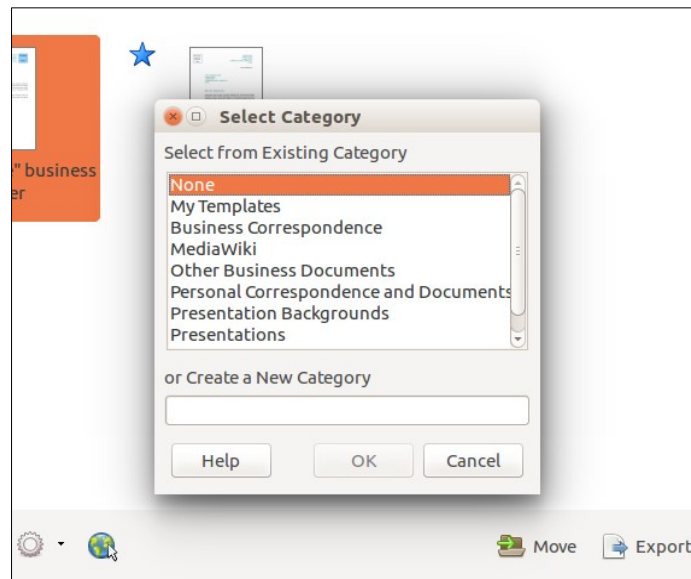 " business
er
Select Category
Select from Existing Category
None
My Templates
Business Correspondence
MediaWiki
Other Business Documents
Personal Correspondence and Documents
Presentation Backgrounds
Presentations
or Create a New Category
Help
OK
Cancel
Move
Export